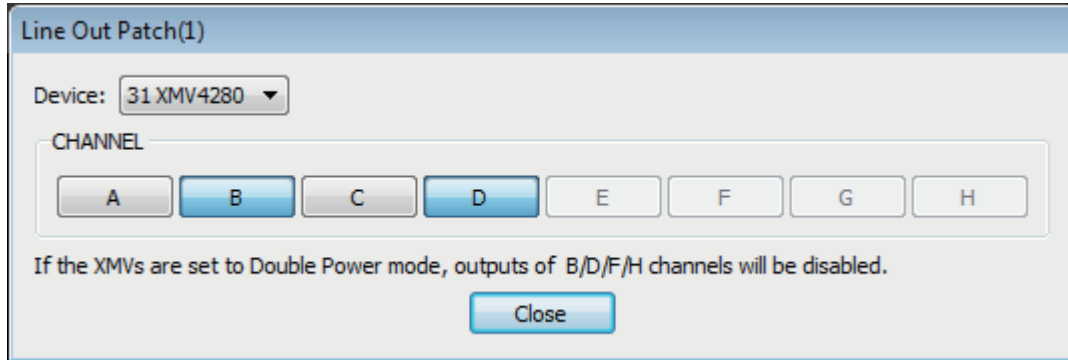 Line Out Patch(1)
Device: 31 XMV4280
CHANNEL
A B C D E F G H
If the XMVs are set to Double Power mode, outputs of B/D/F/H channels will be disabled.
Close